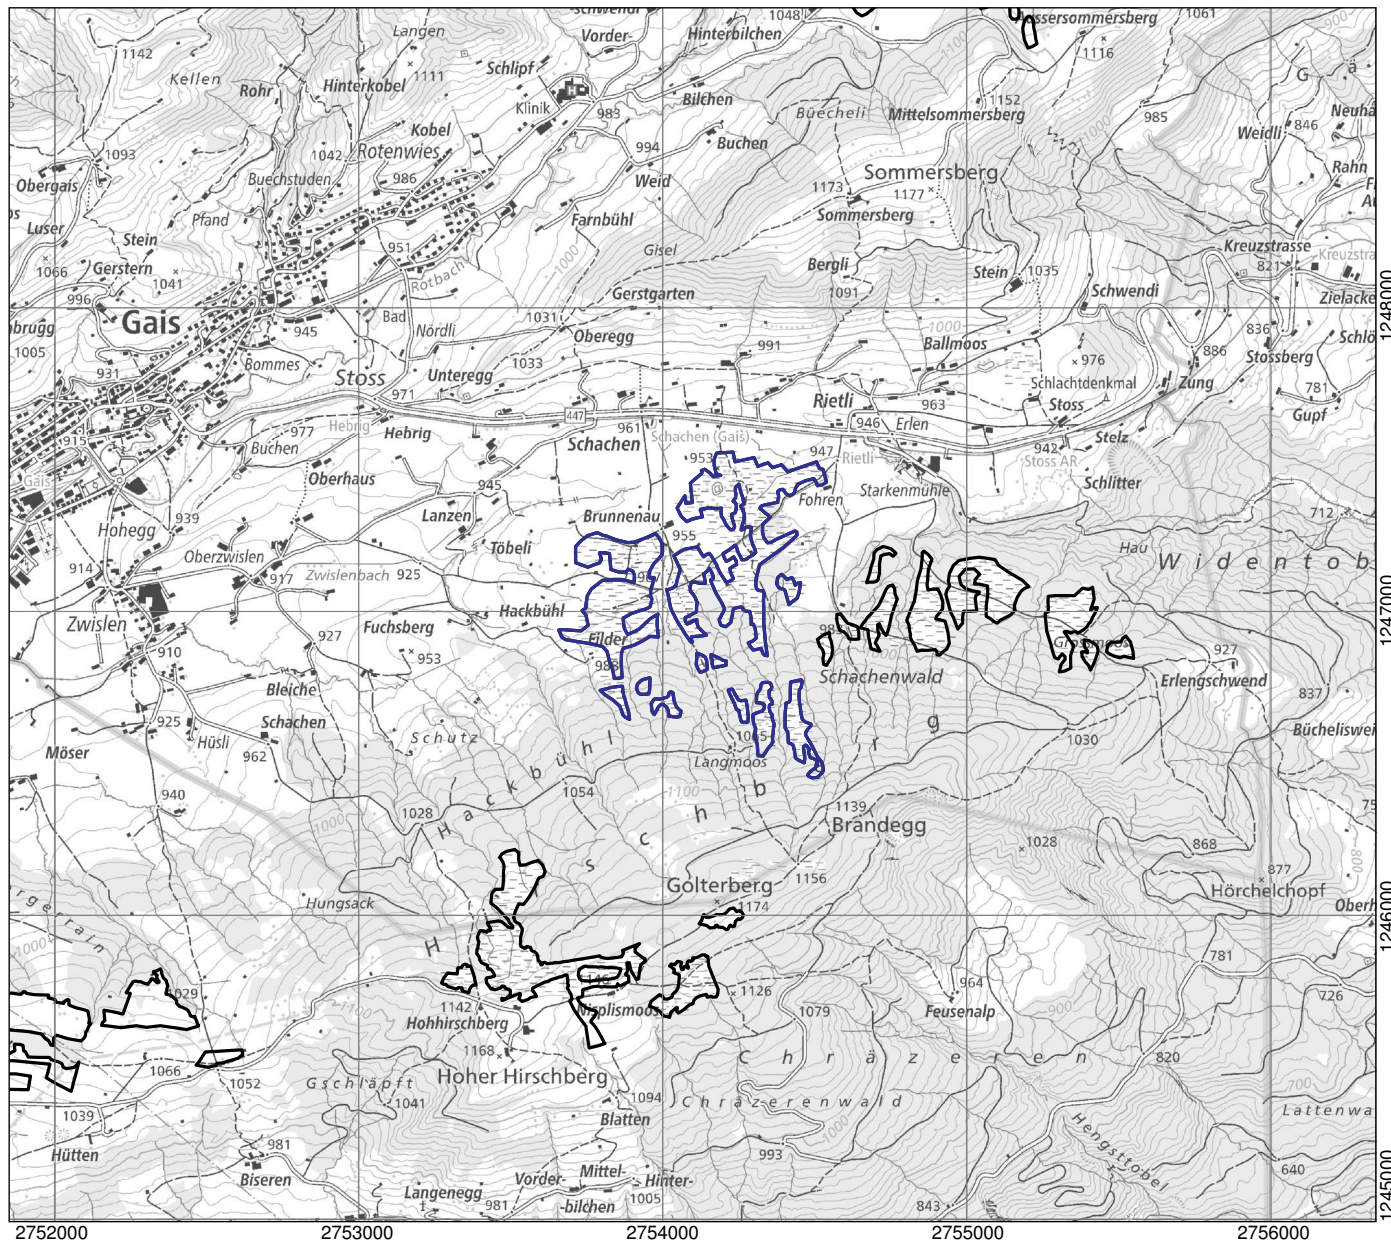 1142
Langen
1111
Kellen
Rohr
Hinterkobel
Schlipf
Vorder-
Klinik
983
Hinterbilchen
1048
Bilchen
Büecheli
Mittelsommersberg
1152
1116
1061
985
Weidli
846
Rahn
1093
Obergais
Luser
1066
Buechstuden
1042
Kobel
Rotenwies
986
994
Weid
Buchen
Sommersberg
1173
1177
Sommersberg
Pfand
Stein
Gerstern
1041
996
951
Rotbach
Farnbühl
Gisel
Bergli
1091
Stein
1035
Schwendi
Kreuzstrasse
821
Gerstgarten
Gais
945
Bad
Nördli
1031
Oberegg
1000
991
Ballmoos
976
836
Stossberg
886
1005
931
Bommes
Stoss
971
Unteregg
1033
447
Rietli
963
Schlachtdenkmal
Stoss
Zung
781
Gupf
915
977
Buchen
Hebrig
Hebrig
Schachen
961
Schachen (Gais)
946
Erlen
942
Stelz
Gais
Oberhaus
945
953
947
Rietli
Stoss AR
Schlitter
Starkenmühle
Fohren
Hohegg
939
Lanzen
Brunnenau
955
712
Oberzwislen
914
917
Zwislenbach
925
Töbeli
Hau
Widentob
Zwislen
Hackbühl
927
Fuchsberg
Filder
953
910
Schachenwald
927
Erlengschwend
837
Bleiche
Schachen
925
Hüsli
962
Schutz
Möser
1065
Langmoos
1030
940
1028
1054
1100
1139
Brandegg
1028
868
877
Hörchelchopf
Hackbühl
Hirschberg
Golterberg
1156
1174
Hungsack
1000
1029
1142
Hohhirschberg
1146
Nisplismoos
1126
1079
964
Feusenalp
781
726
1168
Hoher Hirschberg
1066
1052
Gschläpft
1041
1094
Blatten
Chräzeren
Chräzerenwald
820
700
1039
Hütten
981
Biseren
993
Hengsttobel
640
Langenegg
981
Vorder-
-bilchen
Mittel-
Hinter-
1005
843
2752000
2753000
2754000
2755000
2756000
1248000
1247000
1246000
1245000